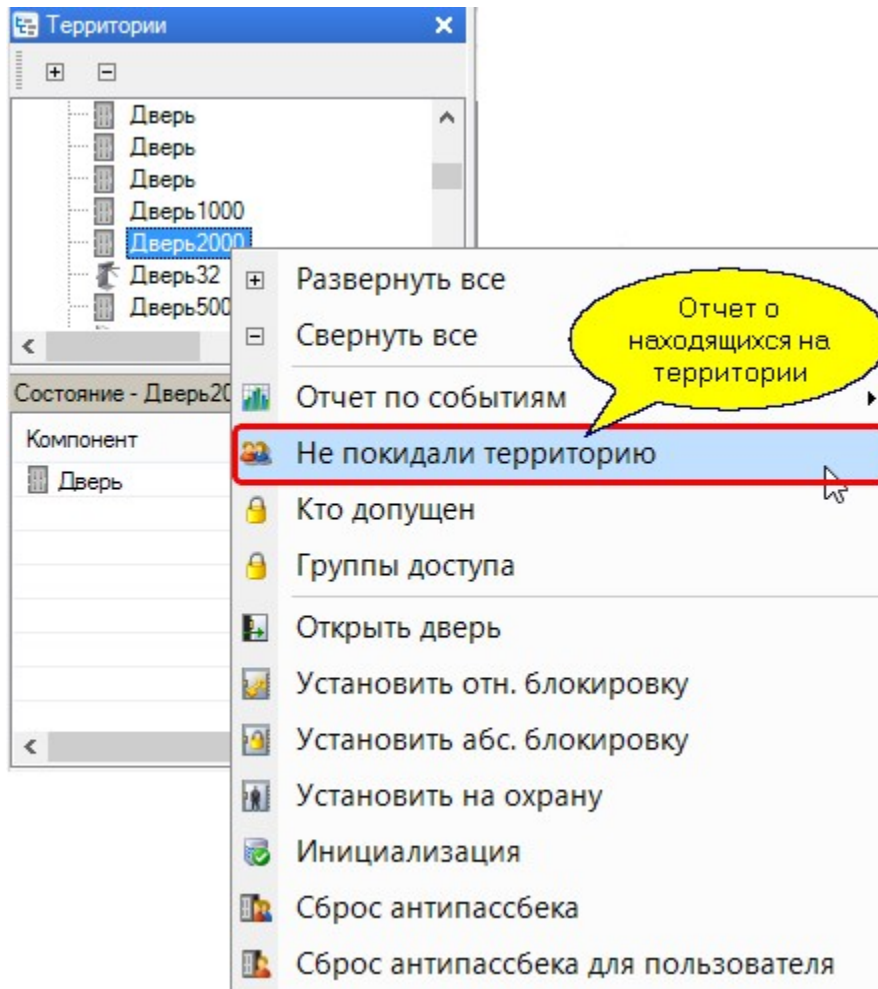 Территории
Дверь
Дверь
Дверь
Дверь1000
Дверь2000
Дверь32
Дверь500
Состояние - Дверь20
Компонент
Дверь
Развернуть все
Свернуть все
Отчет по событиям
Не покидали территорию
Кто допущен
Группы доступа
Открыть дверь
Установить отн. блокировку
Установить абс. блокировку
Установить на охрану
Инициализация
Сброс антипассбека
Сброс антипассбека для пользователя
Отчет о
находящихся на
территории